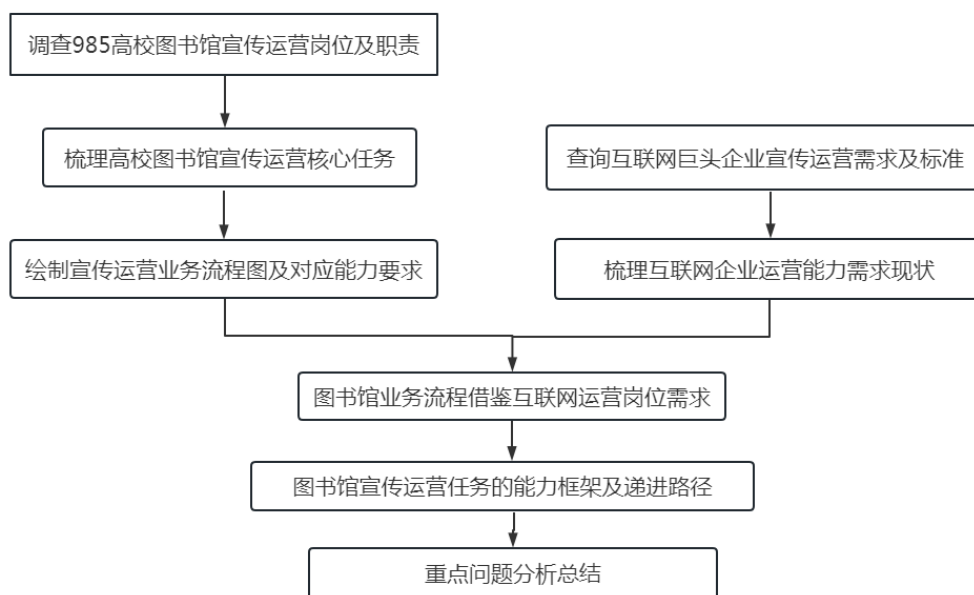 调查985高校图书馆宣传运营岗位及职责
梳理高校图书馆宣传运营核心任务
查询互联网巨头企业宣传运营需求及标准
绘制宣传运营业务流程图及对应能力要求
梳理互联网企业运营能力需求现状
图书馆业务流程借鉴互联网运营岗位需求
图书馆宣传运营任务的能力框架及递进路径
重点问题分析总结